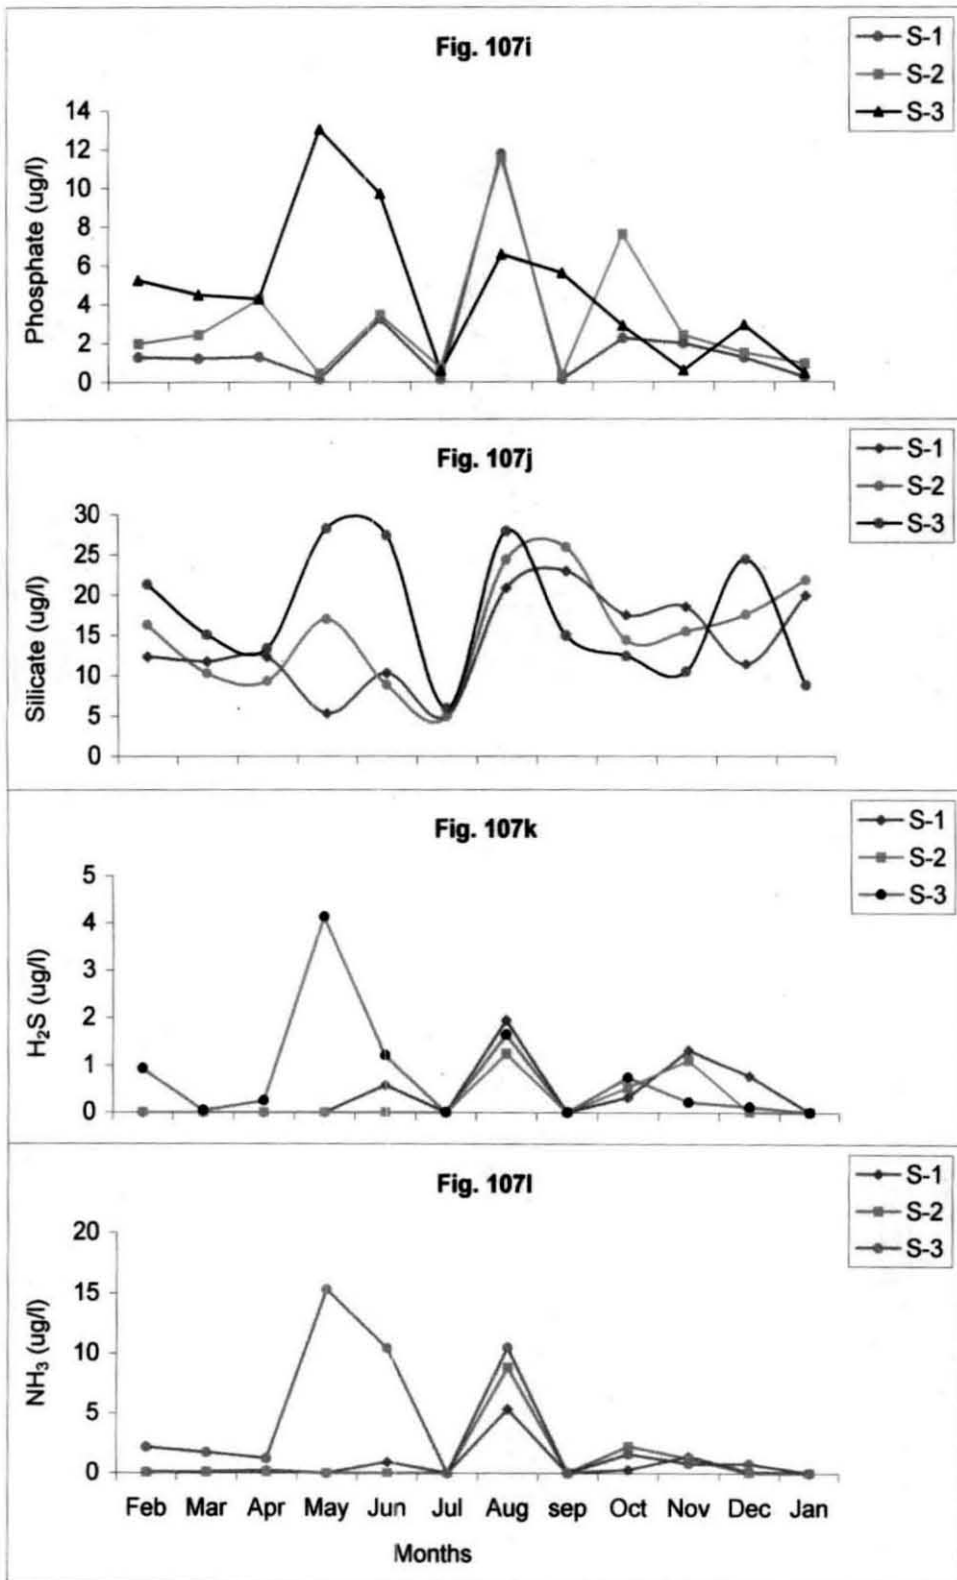 Fig. 107i
S-1
S-2
S-3
Phosphate (ug/l)
14
12
10
8
6
4
2
0
Fig. 107j
S-1
S-2
S-3
Silicate (ug/l)
30
25
20
15
10
5
0
Fig. 107k
S-1
S-2
S-3
H₂S (ug/l)
5
4
3
2
1
0
Fig. 107l
S-1
S-2
S-3
NH₃ (ug/l)
20
15
10
5
0
Feb Mar Apr May Jun Jul Aug sep Oct Nov Dec Jan
Months